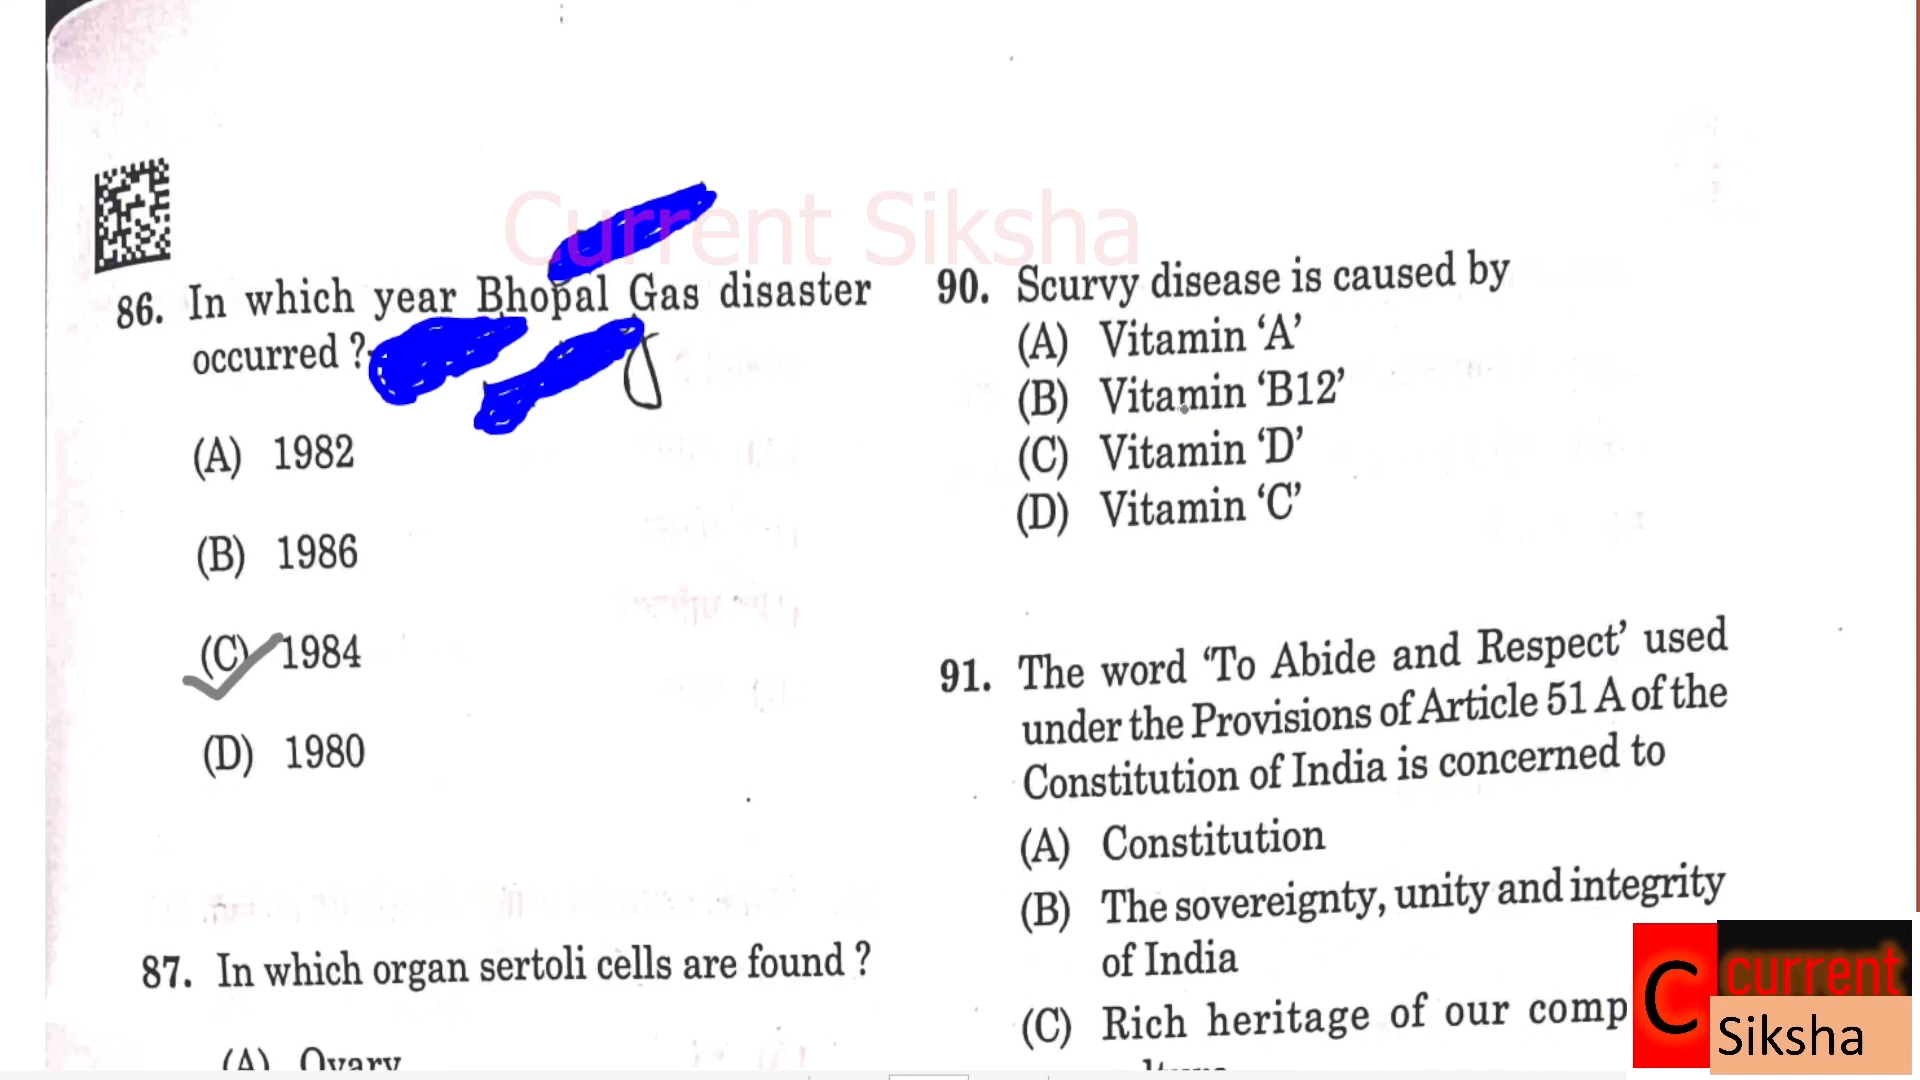 Current Siksha
86. In which year Bhopal Gas disaster
occurred ?
(A) 1982
(B) 1986
(C) 1984
(D) 1980
87. In which organ sertoli cells are found ?
(A) Ovary
90. Scurvy disease is caused by
(A) Vitamin ‘A’
(B) Vitamin ‘B12’
(C) Vitamin ‘D’
(D) Vitamin ‘C’
91. The word ‘To Abide and Respect’ used
under the Provisions of Article 51 A of the
Constitution of India is concerned to
(A) Constitution
(B) The sovereignty, unity and integrity
of India
(C) Rich heritage of our comp
C current
Siksha